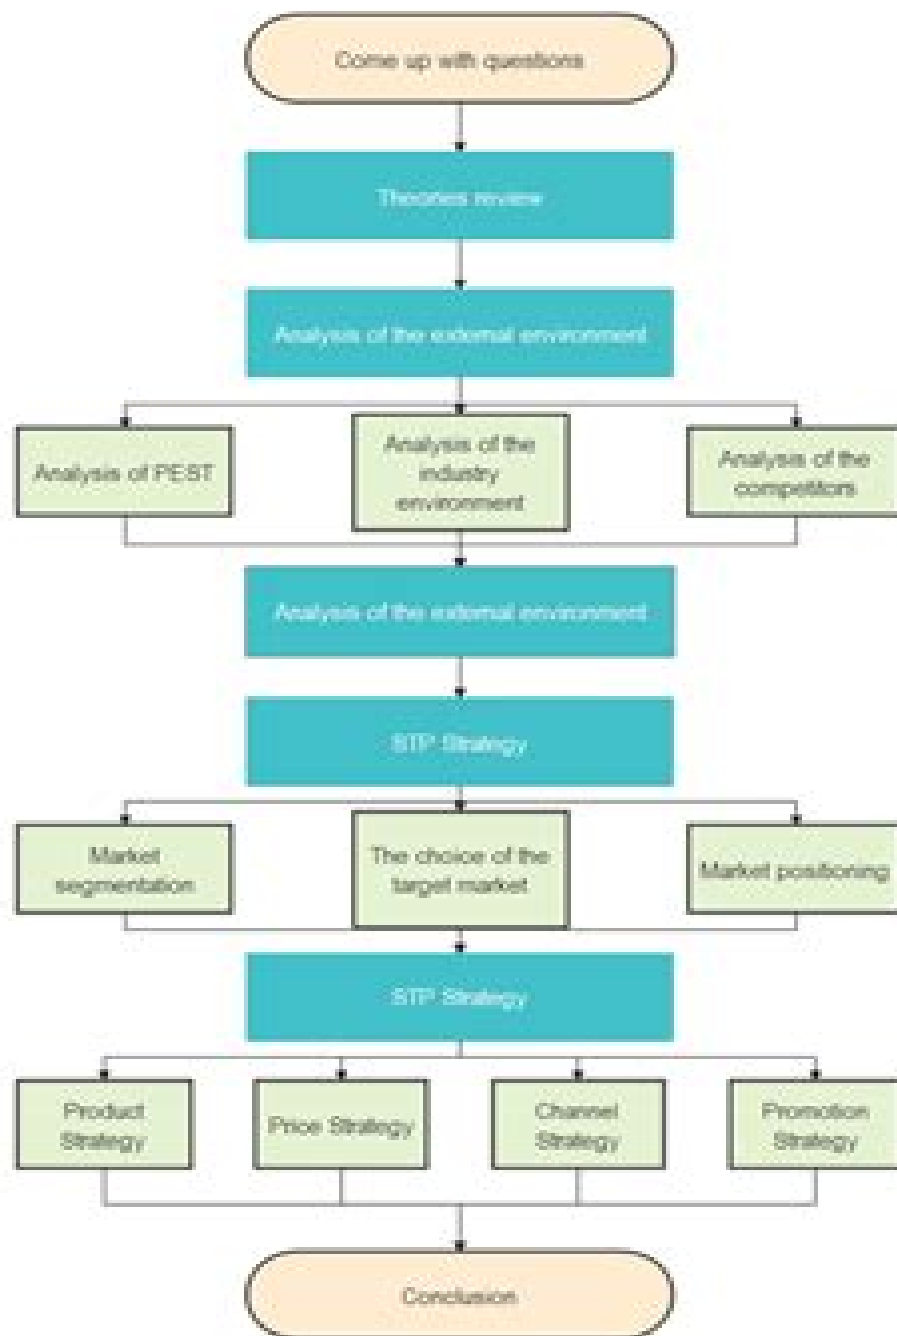 Come up with questions
Theories review
Analysis of the external environment
Analysis of PEST
Analysis of the
industry
environment
Analysis of the
competitors
Analysis of the external environment
STP Strategy
Market
segmentation
The choice of the
target market
Market positioning
STP Strategy
Product
Strategy
Price Strategy
Channel
Strategy
Promotion
Strategy
Conclusion